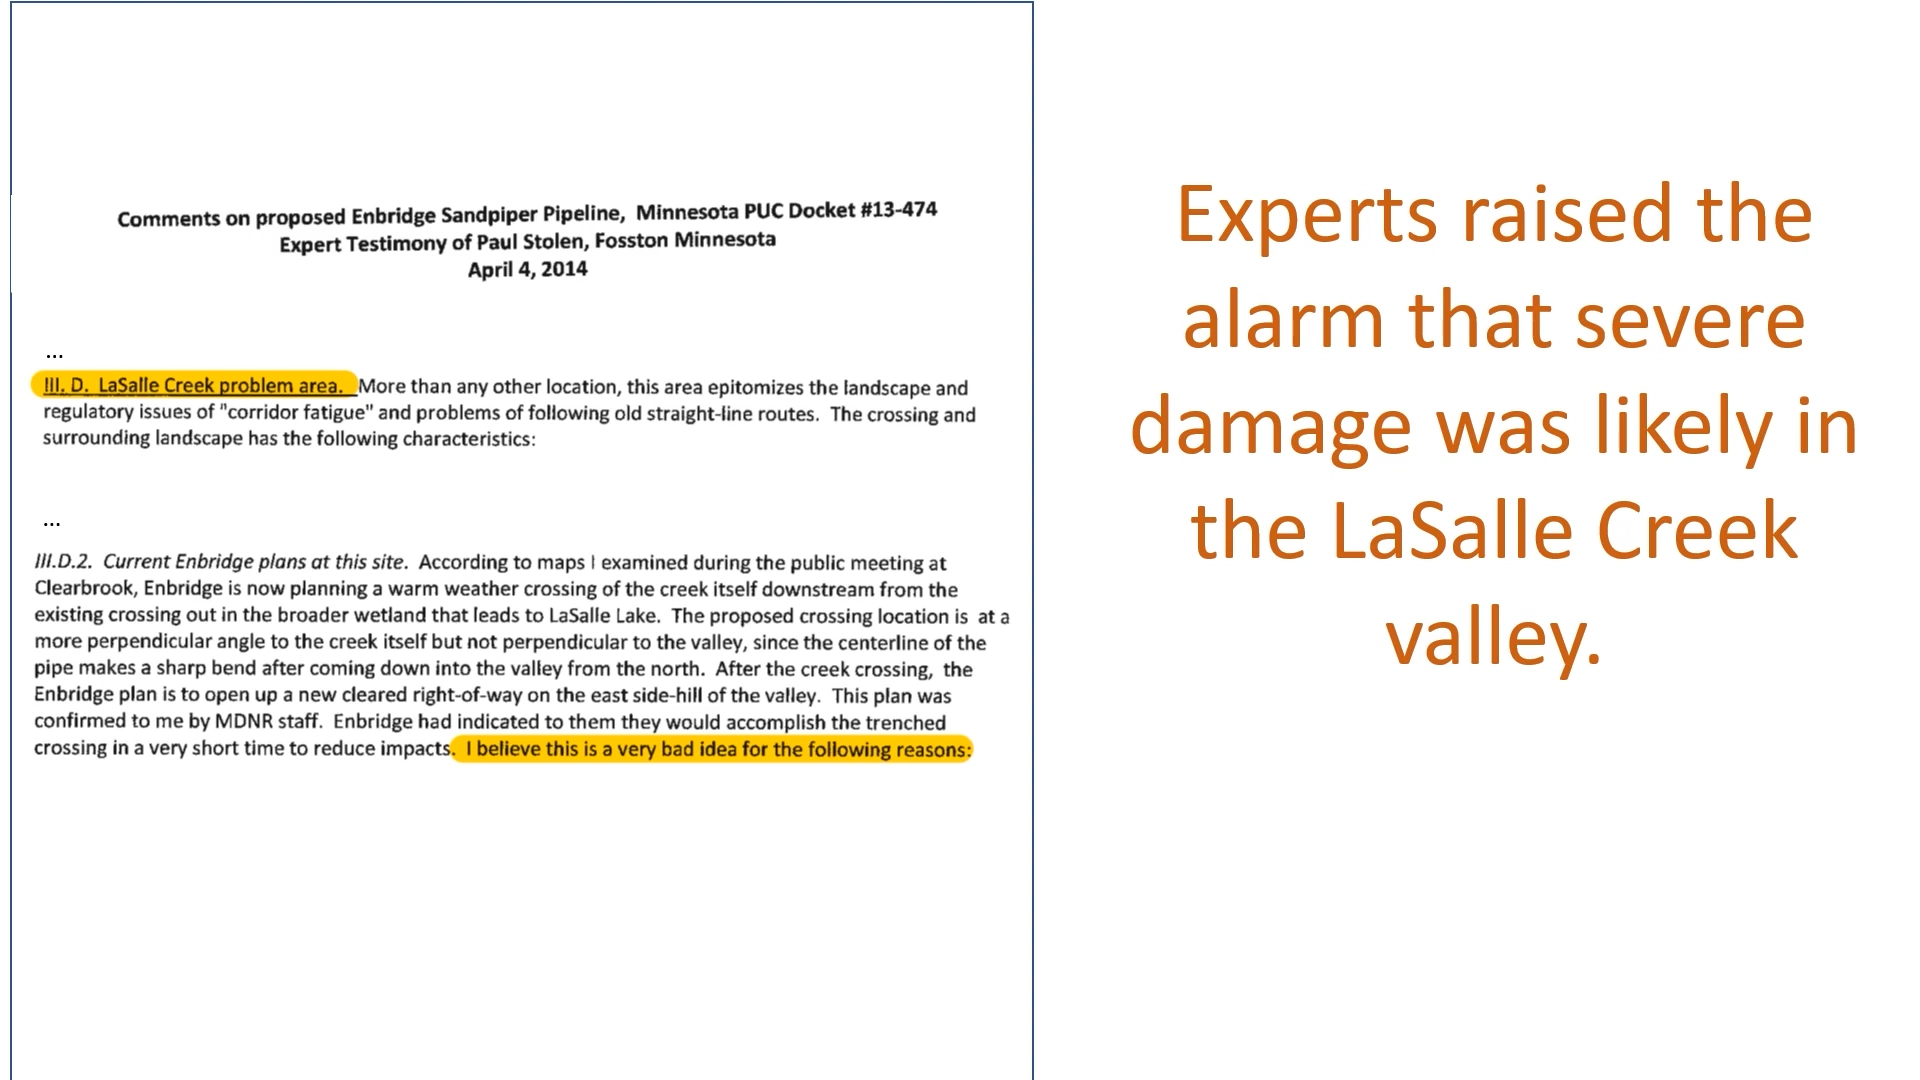 Comments on proposed Enbridge Sandpiper Pipeline, Minnesota PUC Docket #13-474
Expert Testimony of Paul Stolen, Fosston Minnesota
April 4, 2014
...
III. D. LaSalle Creek problem area. More than any other location, this area epitomizes the landscape and
regulatory issues of "corridor fatigue" and problems of following old straight-line routes. The crossing and
surrounding landscape has the following characteristics:
...
III.D.2. Current Enbridge plans at this site. According to maps I examined during the public meeting at
Clearbrook, Enbridge is now planning a warm weather crossing of the creek itself downstream from the
existing crossing out in the broader wetland that leads to LaSalle Lake. The proposed crossing location is at a
more perpendicular angle to the creek itself but not perpendicular to the valley, since the centerline of the
pipe makes a sharp bend after coming down into the valley from the north. After the creek crossing, the
Enbridge plan is to open up a new cleared right-of-way on the east side-hill of the valley. This plan was
confirmed to me by MDNR staff. Enbridge had indicated to them they would accomplish the trenched
crossing in a very short time to reduce impacts. I believe this is a very bad idea for the following reasons:
Experts raised the
alarm that severe
damage was likely in
the LaSalle Creek
valley.